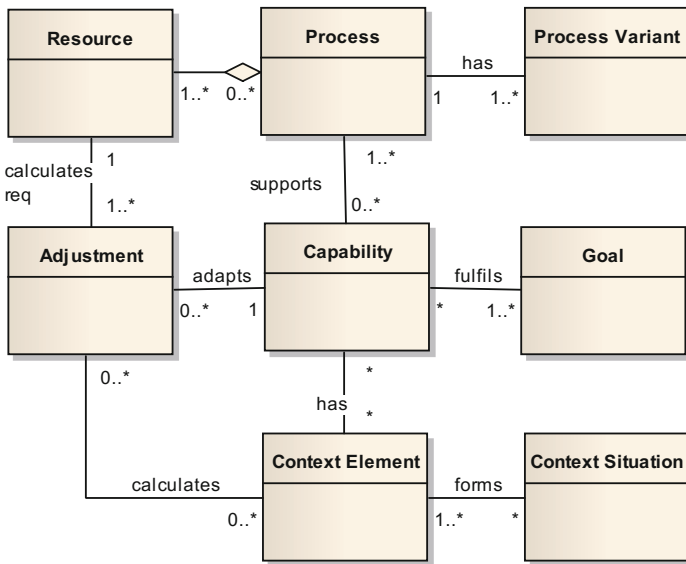 Resource
Process
Process Variant
has
1..*
0..*
1
1..*
calculates
req
1
1..*
1..*
supports
0..*
Adjustment
Capability
Goal
adapts
fulfils
0..*
1
*
1..*
0..*
*
has
*
Context Element
Context Situation
calculates
forms
0..*
1..*
*